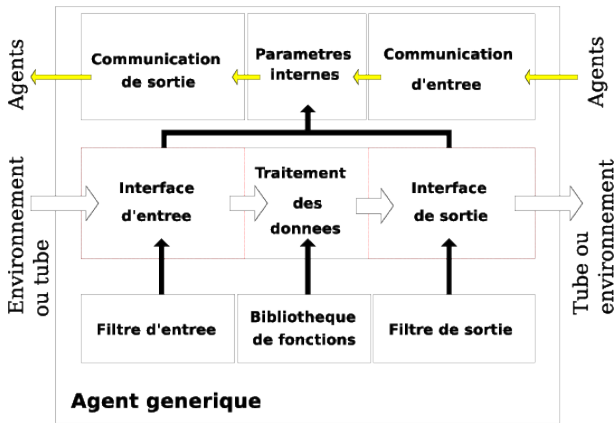 Agents
Communication
de sortie
Parametres
internes
Communication
d'entree
Agents
Environnement
ou tube
Interface
d'entree
Traitement
des
donnees
Interface
de sortie
Tube ou
environnement
Filtre d'entree
Bibliotheque
de fonctions
Filtre de sortie
Agent generique